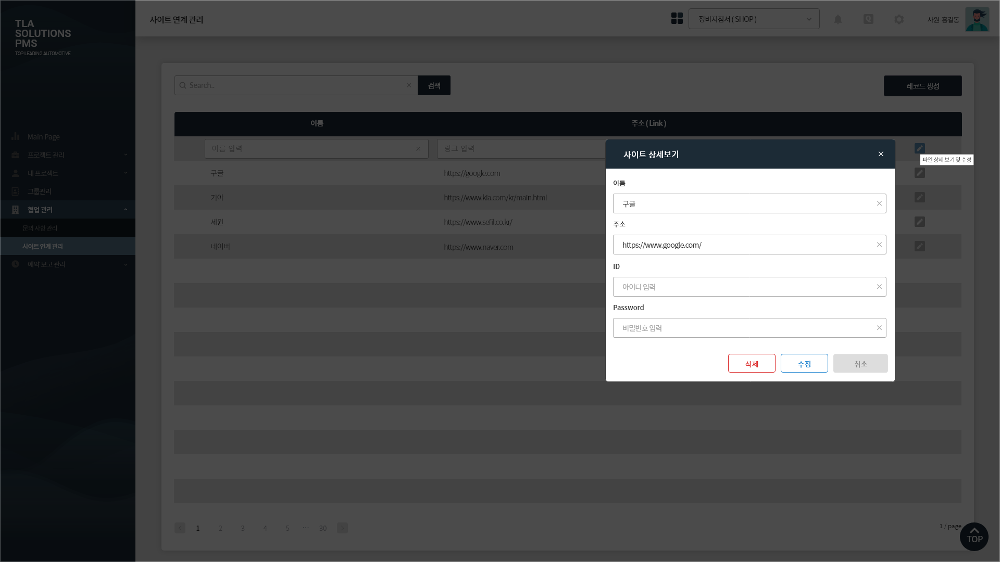 TLA
SOLUTIONS
PMS
TOP LEADING AUTOMOTIVE
사이트 연계 관리
정비지침서 ( SHOP )
Q
사원 홍길동
Main Page
프로젝트 관리
내 프로젝트
그룹관리
협업 관리
문의 사항 관리
사이트 연계 관리
예약 보고 관리
Search..
검색
레코드 생성
이름
주소 ( Link )
이름 입력
링크 입력
구글
https://google.com
기아
https://www.kia.com/kr/main.html
세원
https://www.sefil.co.kr/
네이버
https://www.naver.com
파일 상세 보기 및 수정
사이트 상세보기
이름
구글
주소
https://www.google.com/
ID
아이디 입력
Password
비밀번호 입력
삭제
수정
취소
1 2 3 4 5 ... 30
1 / page
TOP